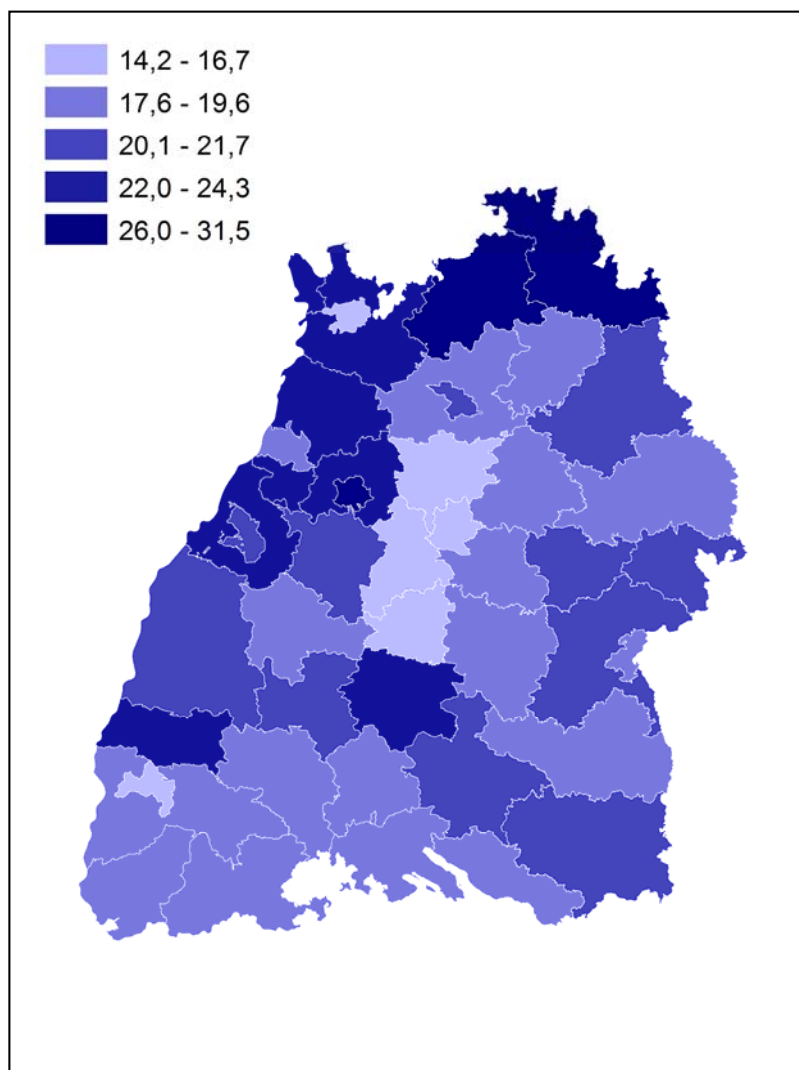 14,2 - 16,7
17,6 - 19,6
20,1 - 21,7
22,0 - 24,3
26,0 - 31,5